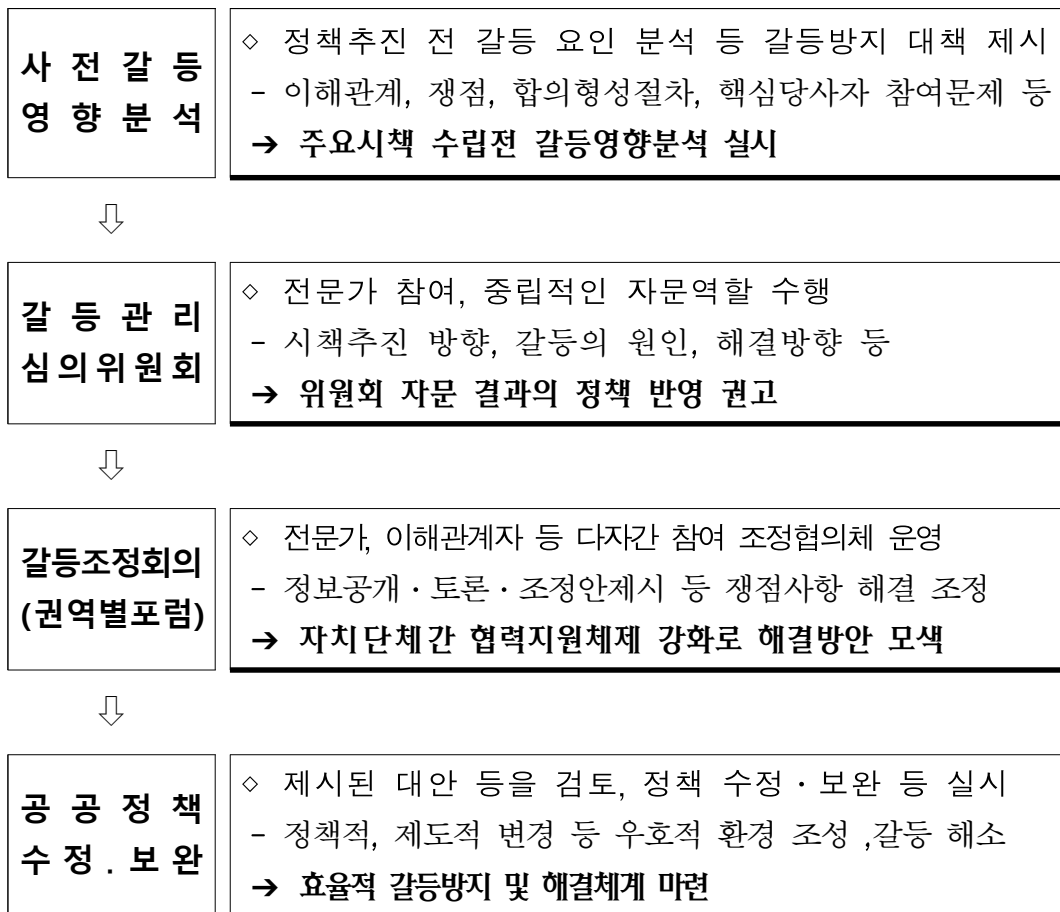 사 전 갈 등
영 향 분 석
◇ 정책추진 전 갈등 요인 분석 등 갈등방지 대책 제시
- 이해관계, 쟁점, 합의형성절차, 핵심당사자 참여문제 등
→ 주요시책 수립전 갈등영향분석 실시
⇩
갈 등 관 리
심의위원회
◇ 전문가 참여, 중립적인 자문역할 수행
- 시책추진 방향, 갈등의 원인, 해결방향 등
→ 위원회 자문 결과의 정책 반영 권고
⇩
갈등조정회의
(권역별포럼)
◇ 전문가, 이해관계자 등 다자간 참여 조정협의체 운영
- 정보공개·토론·조정안제시 등 쟁점사항 해결 조정
→ 자치단체간 협력지원체제 강화로 해결방안 모색
⇩
공 공 정 책
수 정 . 보 완
◇ 제시된 대안 등을 검토, 정책 수정·보완 등 실시
- 정책적, 제도적 변경 등 우호적 환경 조성 ,갈등 해소
→ 효율적 갈등방지 및 해결체계 마련